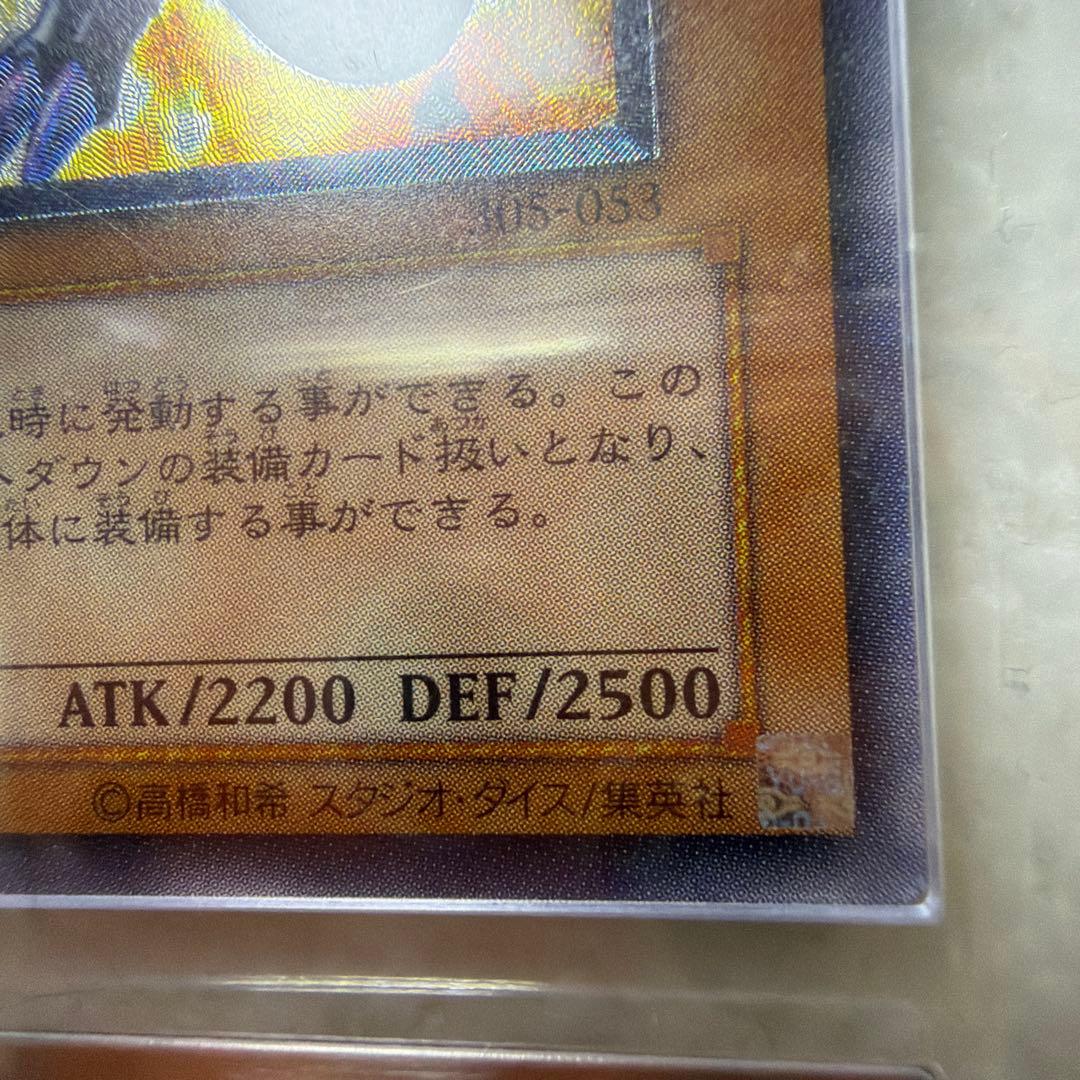 305-053
時に発動する事ができる。この
ダウンの装備カード扱いとなり、
体に装備する事ができる。
ATK/2200 DEF/2500
©高橋和希 スタジオ・ダイス/集英社